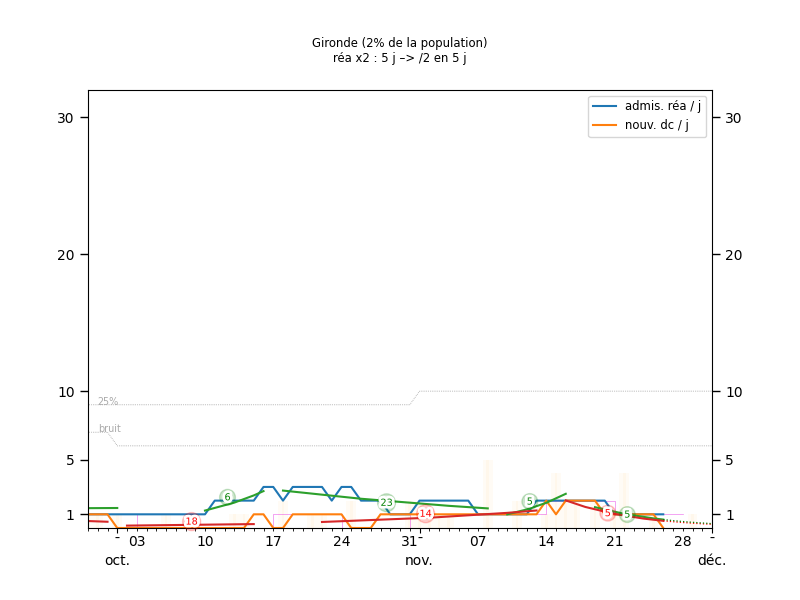 Gironde (2% de la population)
réa x2 : 5 j –> /2 en 5 j
admis. réa / j
nouv. dc / j
30 30
20 20
10 10
25%
bruit
5 5
6 23 5
18 14 5 5
1 1
- 03 10 17 24 31 - 07 14 21 28 -
oct. nov. déc.